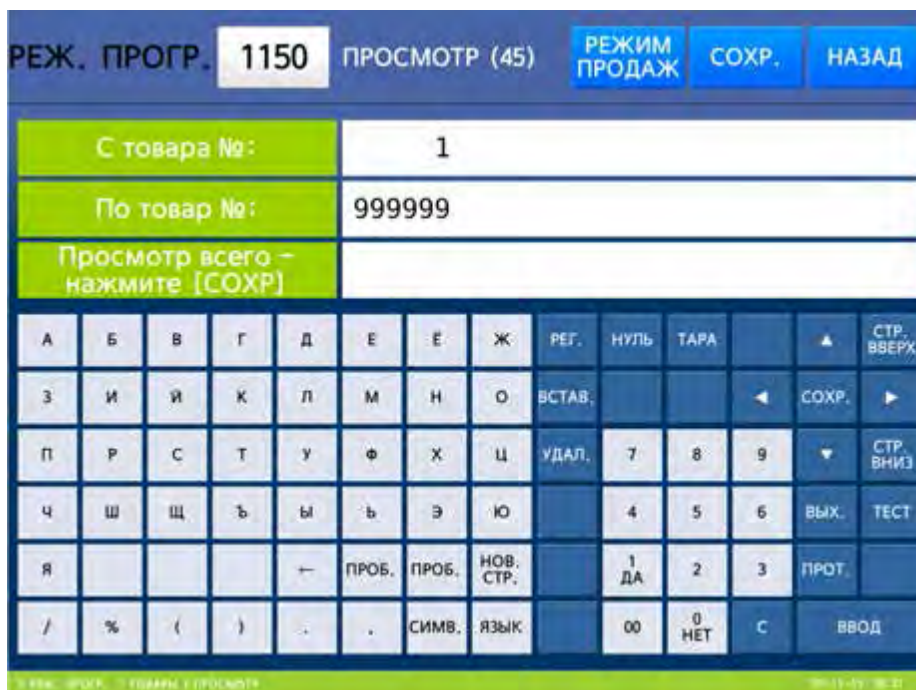 РЕЖ. ПРОГР. 1150 ПРОСМОТР (45) РЕЖИМ ПРОДАЖ СОХР. НАЗАД
С товара №: 1
По товар №: 999999
Просмотр всего –
нажмите [СОХР]
А Б В Г Д Е Ё Ж РЕГ. НУЛЬ ТАРА ▲ СТР. ВВЕРХ
З И Й К Л М Н О ВСТАВ. ◀ СОХР. ▶
П Р С Т У Ф Х Ц УДАЛ. 7 8 9 ▼ СТР. ВНИЗ
Ч Ш Щ Ъ Ы Ь Э Ю 4 5 6 ВЫХ. ТЕСТ
Я ← ПРОБ. ПРОБ. НОВ. СТР. 1 ДА 2 3 ПРОТ.
/ % ( ) . , СИМВ. ЯЗЫК 00 0 НЕТ С ВВОД